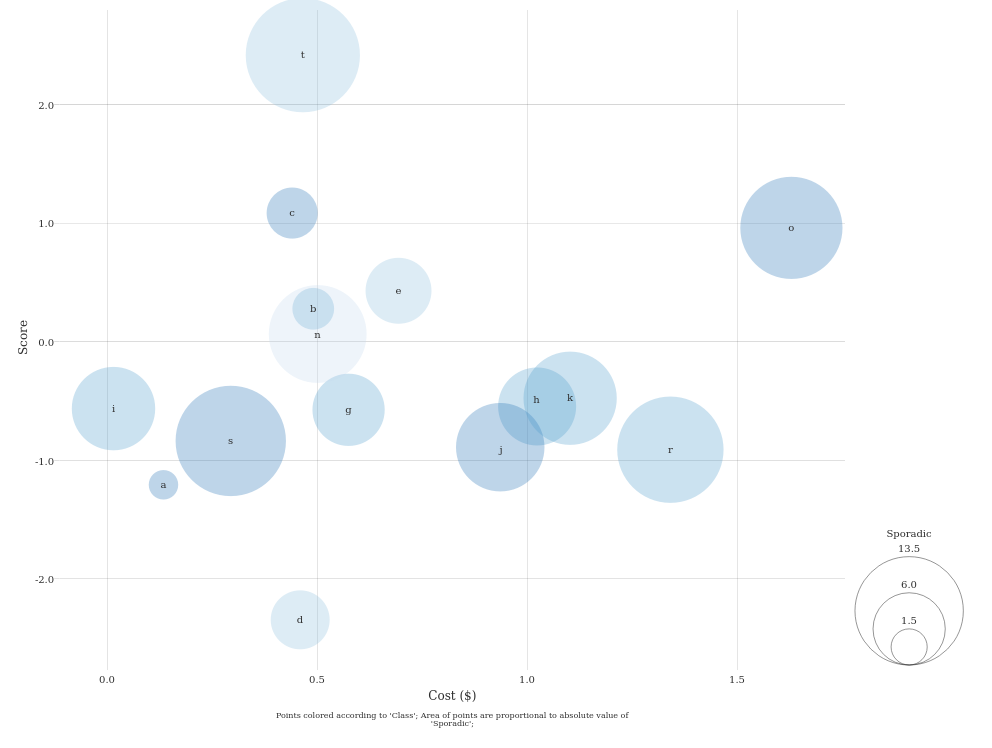 t
2.0
c
1.0
o
e
b
n
0.0
Score
h
k
i
g
s
j
r
-1.0
a
Sporadic
13.5
-2.0
6.0
d
1.5
0.0
0.5
1.0
1.5
Cost ($)
Points colored according to 'Class'; Area of points are proportional to absolute value of
'Sporadic';